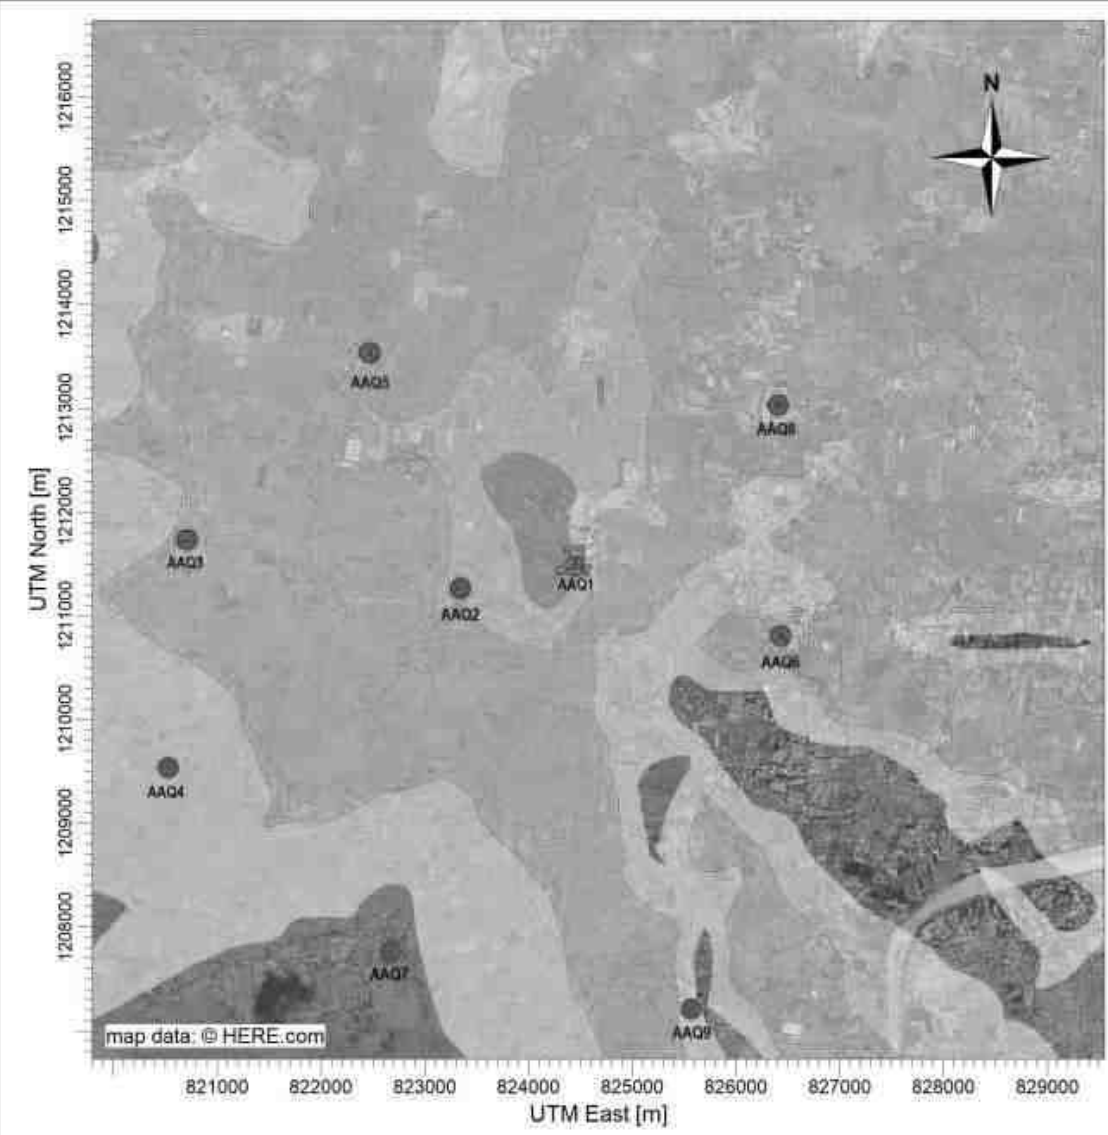 N
1216000
1215000
1214000
1213000
1212000
1211000
1210000
1209000
1208000
UTM North [m]
AAQ5
AAQ8
AAQ3
AAQ2
AAQ1
AAQ6
AAQ4
AAQ7
AAQ9
map data: © HERE.com
821000 822000 823000 824000 825000 826000 827000 828000 829000
UTM East [m]